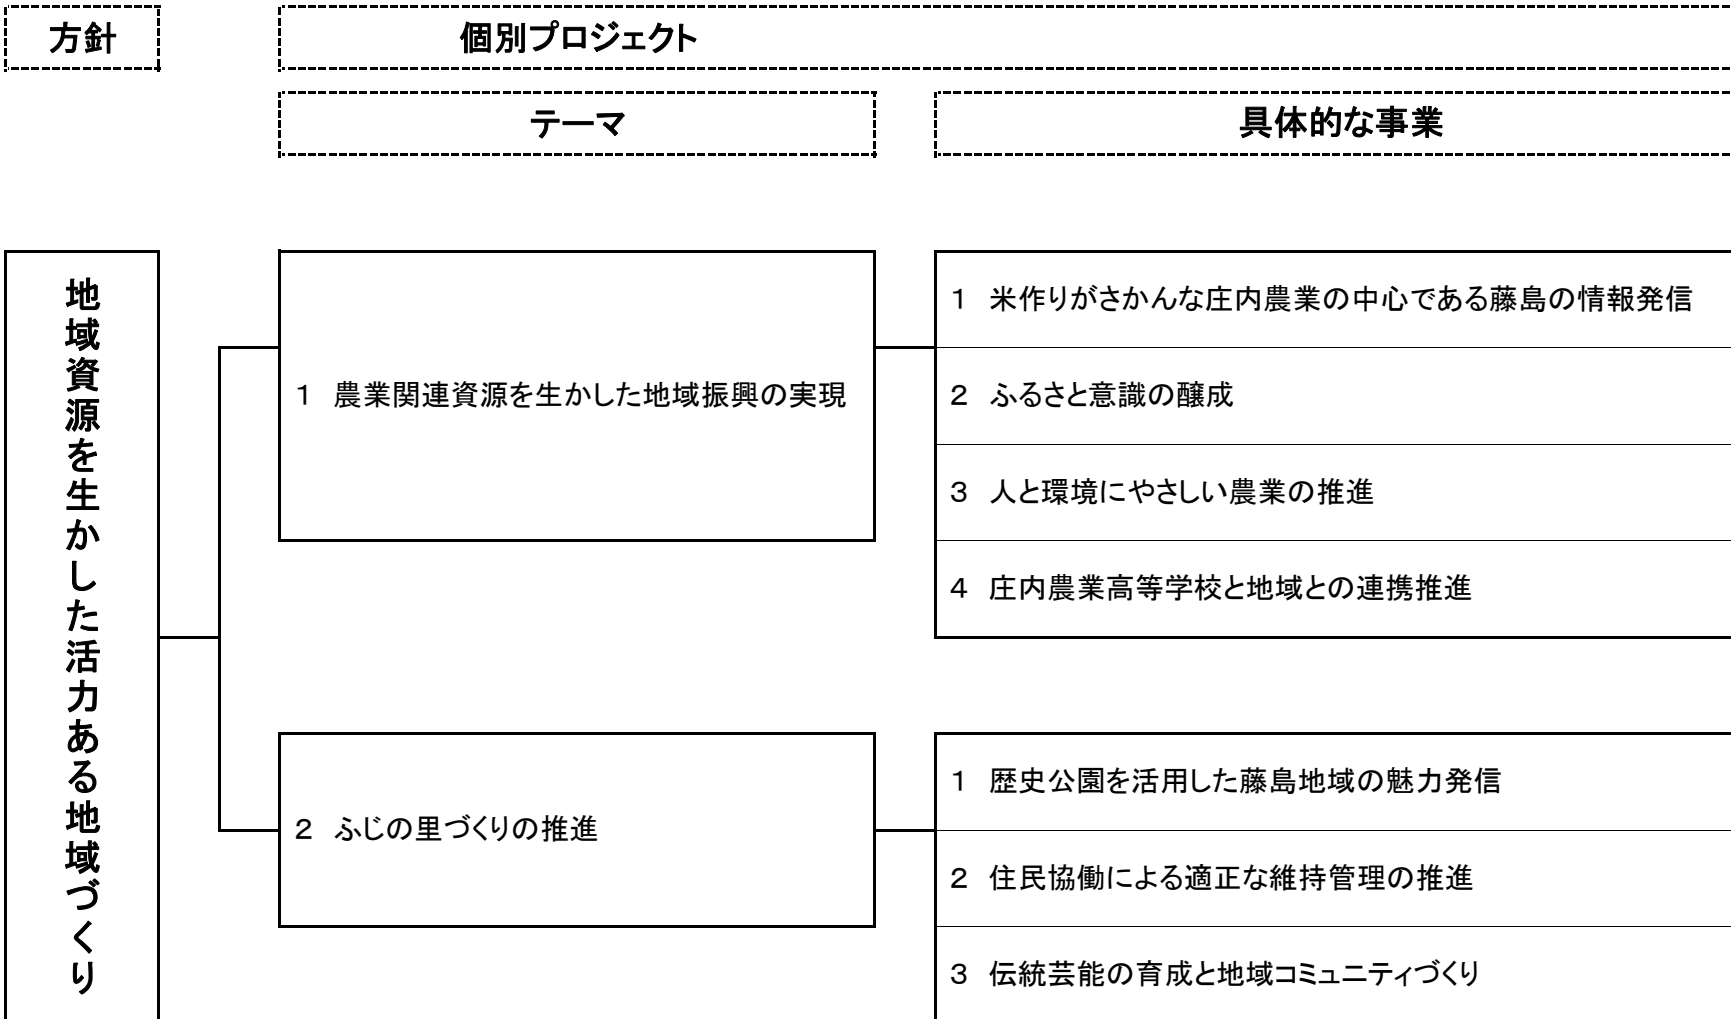 方針
個別プロジェクト
テーマ
具体的な事業
地域資源を生かした活力ある地域づくり
1 農業関連資源を生かした地域振興の実現
1 米作りがさかんな庄内農業の中心である藤島の情報発信
2 ふるさと意識の醸成
3 人と環境にやさしい農業の推進
4 庄内農業高等学校と地域との連携推進
2 ふじの里づくりの推進
1 歴史公園を活用した藤島地域の魅力発信
2 住民協働による適正な維持管理の推進
3 伝統芸能の育成と地域コミュニティづくり